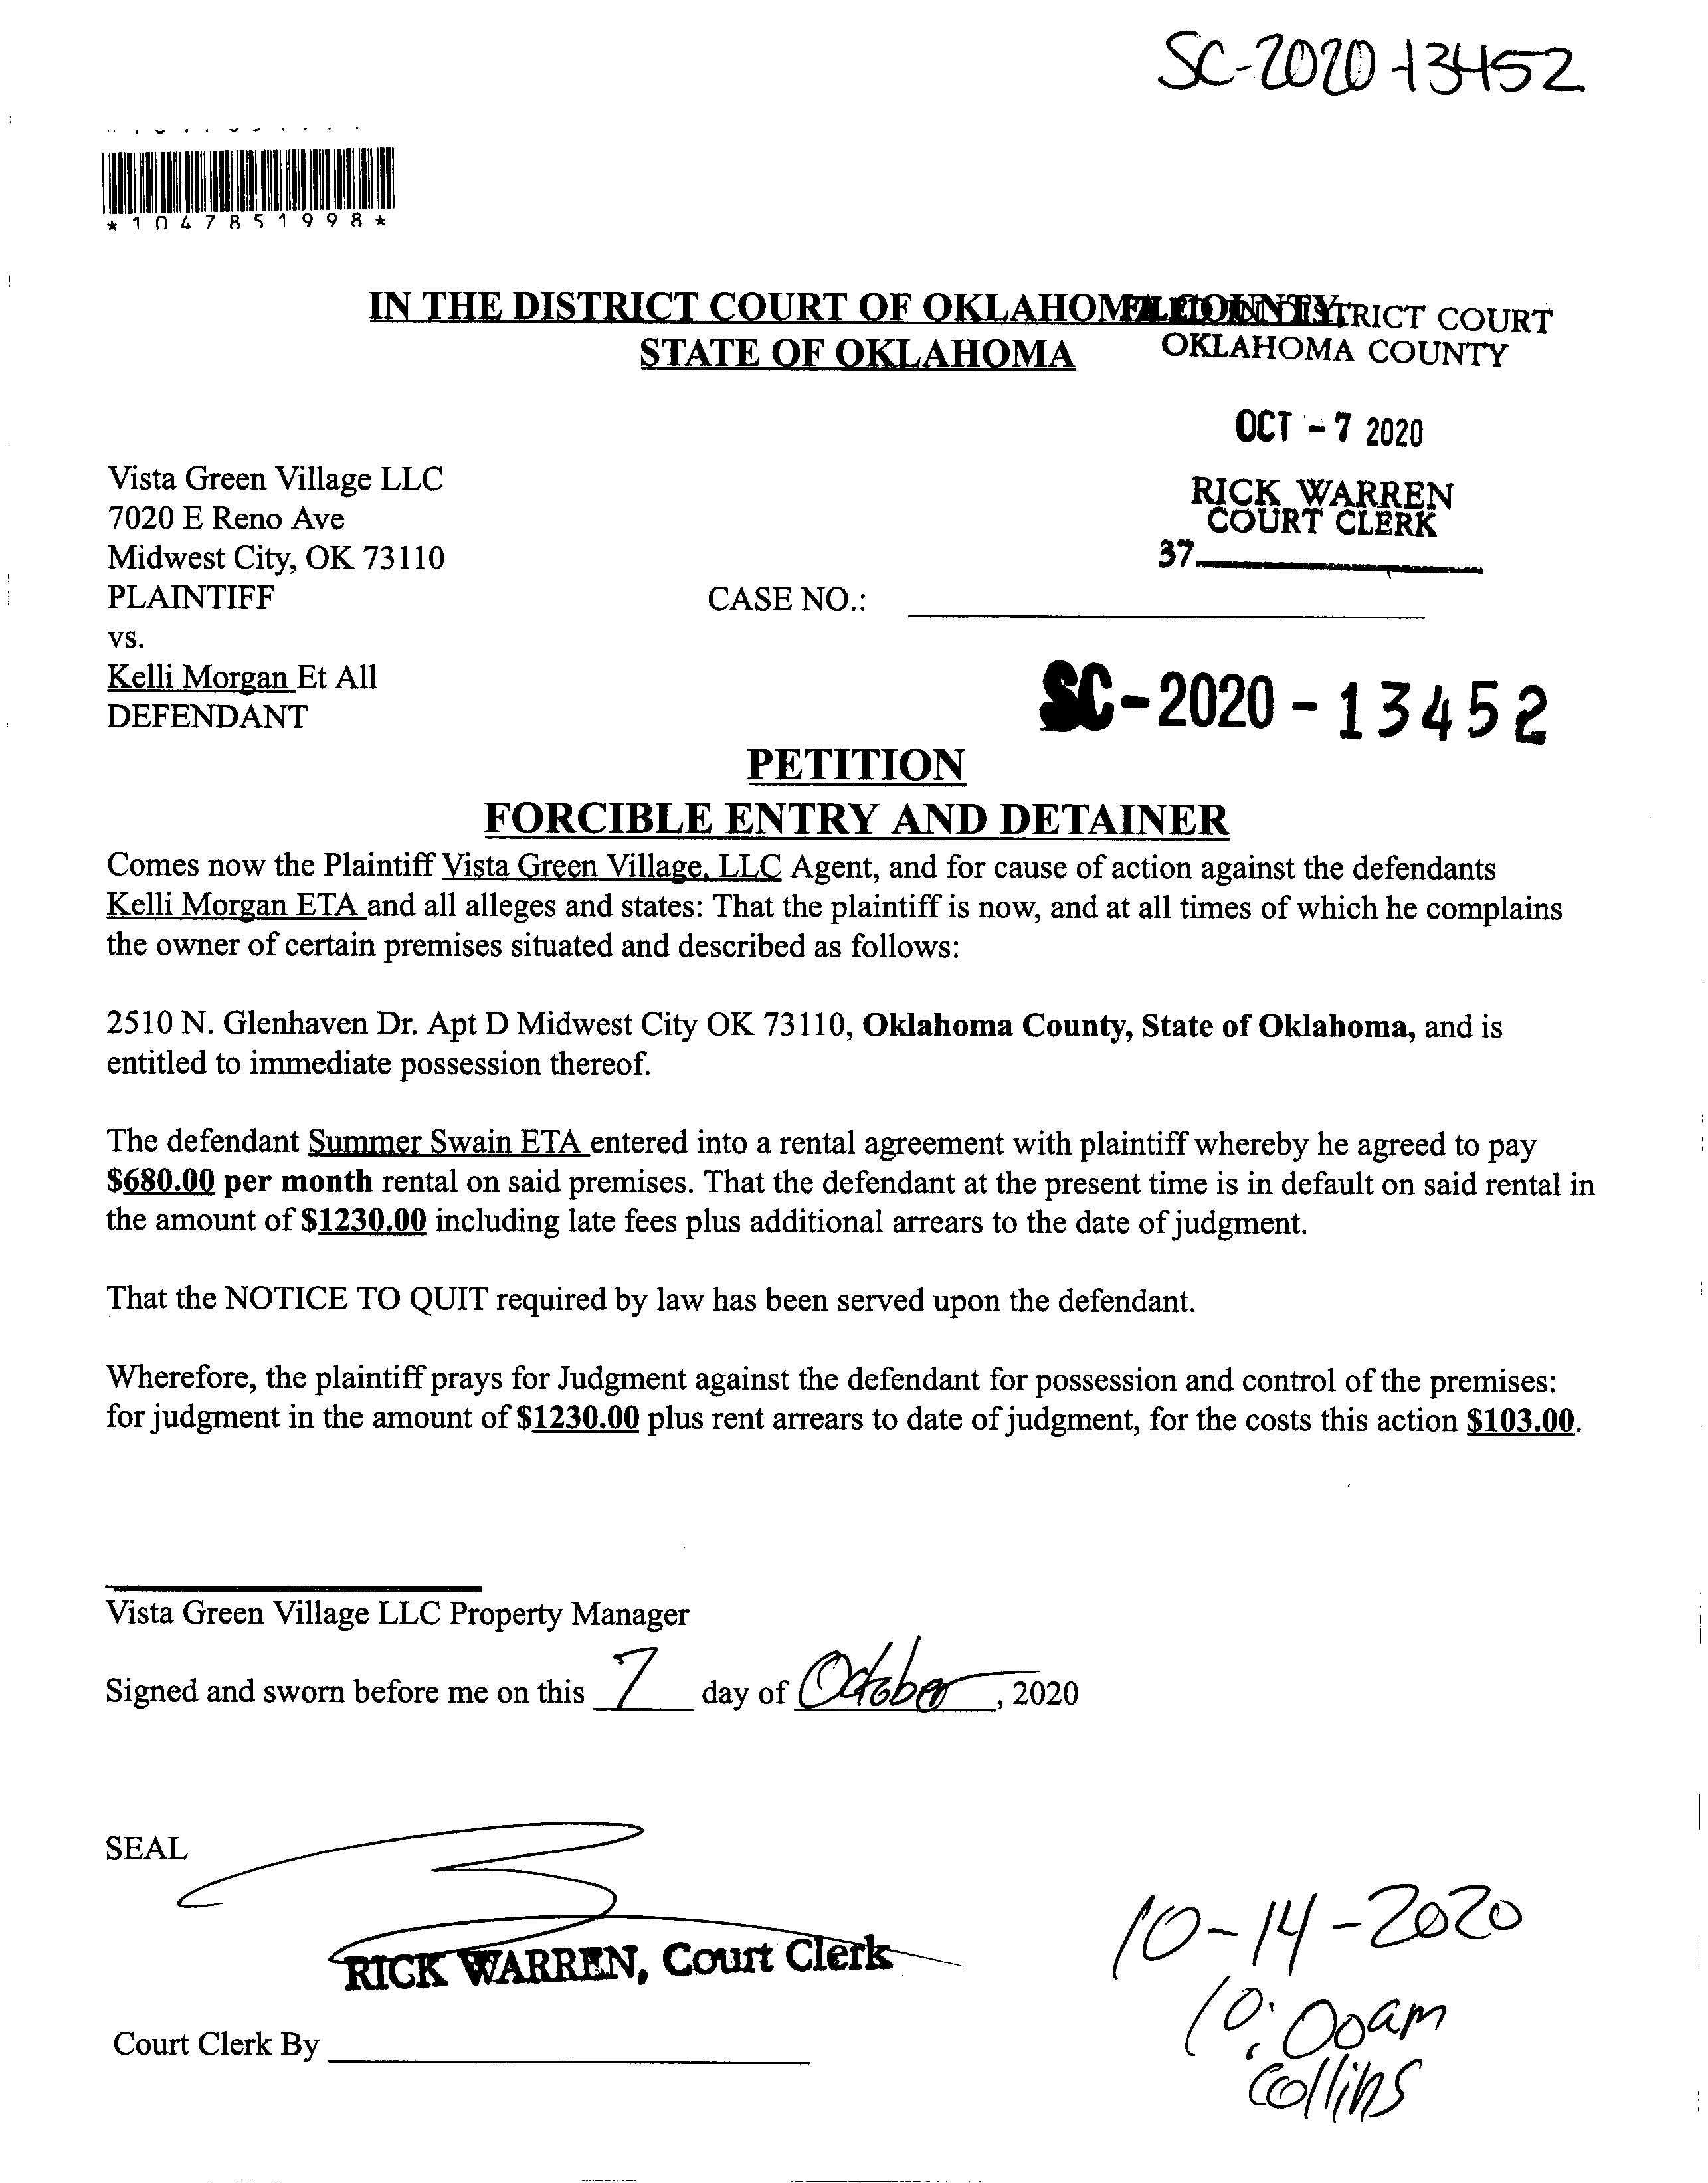 SC-2020-13452
*1047851998*
IN THE DISTRICT COURT OF OKLAHOMA COUNTY
STATE OF OKLAHOMA
FILED IN DISTRICT COURT
OKLAHOMA COUNTY
OCT - 7 2020
RICK WARREN
COURT CLERK
37
Vista Green Village LLC
7020 E Reno Ave
Midwest City, OK 73110
PLAINTIFF
CASE NO.:
vs.
Kelli Morgan Et All
DEFENDANT
SC-2020-13452
PETITION
FORCIBLE ENTRY AND DETAINER
Comes now the Plaintiff Vista Green Village, LLC Agent, and for cause of action against the defendants
Kelli Morgan ETA and all alleges and states: That the plaintiff is now, and at all times of which he complains
the owner of certain premises situated and described as follows:
2510 N. Glenhaven Dr. Apt D Midwest City OK 73110, Oklahoma County, State of Oklahoma, and is
entitled to immediate possession thereof.
The defendant Summer Swain ETA entered into a rental agreement with plaintiff whereby he agreed to pay
$680.00 per month rental on said premises. That the defendant at the present time is in default on said rental in
the amount of $1230.00 including late fees plus additional arrears to the date of judgment.
That the NOTICE TO QUIT required by law has been served upon the defendant.
Wherefore, the plaintiff prays for Judgment against the defendant for possession and control of the premises:
for judgment in the amount of $1230.00 plus rent arrears to date of judgment, for the costs this action $103.00.
Vista Green Village LLC Property Manager
Signed and sworn before me on this 7 day of October, 2020
SEAL
RICK WARREN, Court Clerk
Court Clerk By
10-14-2020
10:00am
Collins